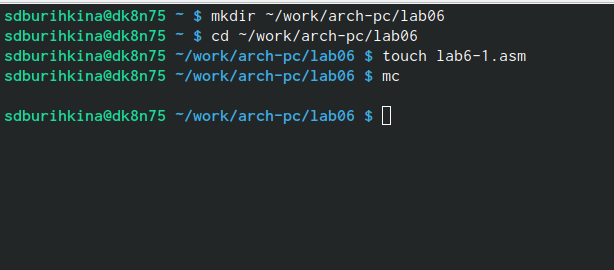 sdburihkina@dk8n75 ~ $ mkdir ~/work/arch-pc/lab06
sdburihkina@dk8n75 ~ $ cd ~/work/arch-pc/lab06
sdburihkina@dk8n75 ~/work/arch-pc/lab06 $ touch lab6-1.asm
sdburihkina@dk8n75 ~/work/arch-pc/lab06 $ mc
sdburihkina@dk8n75 ~/work/arch-pc/lab06 $